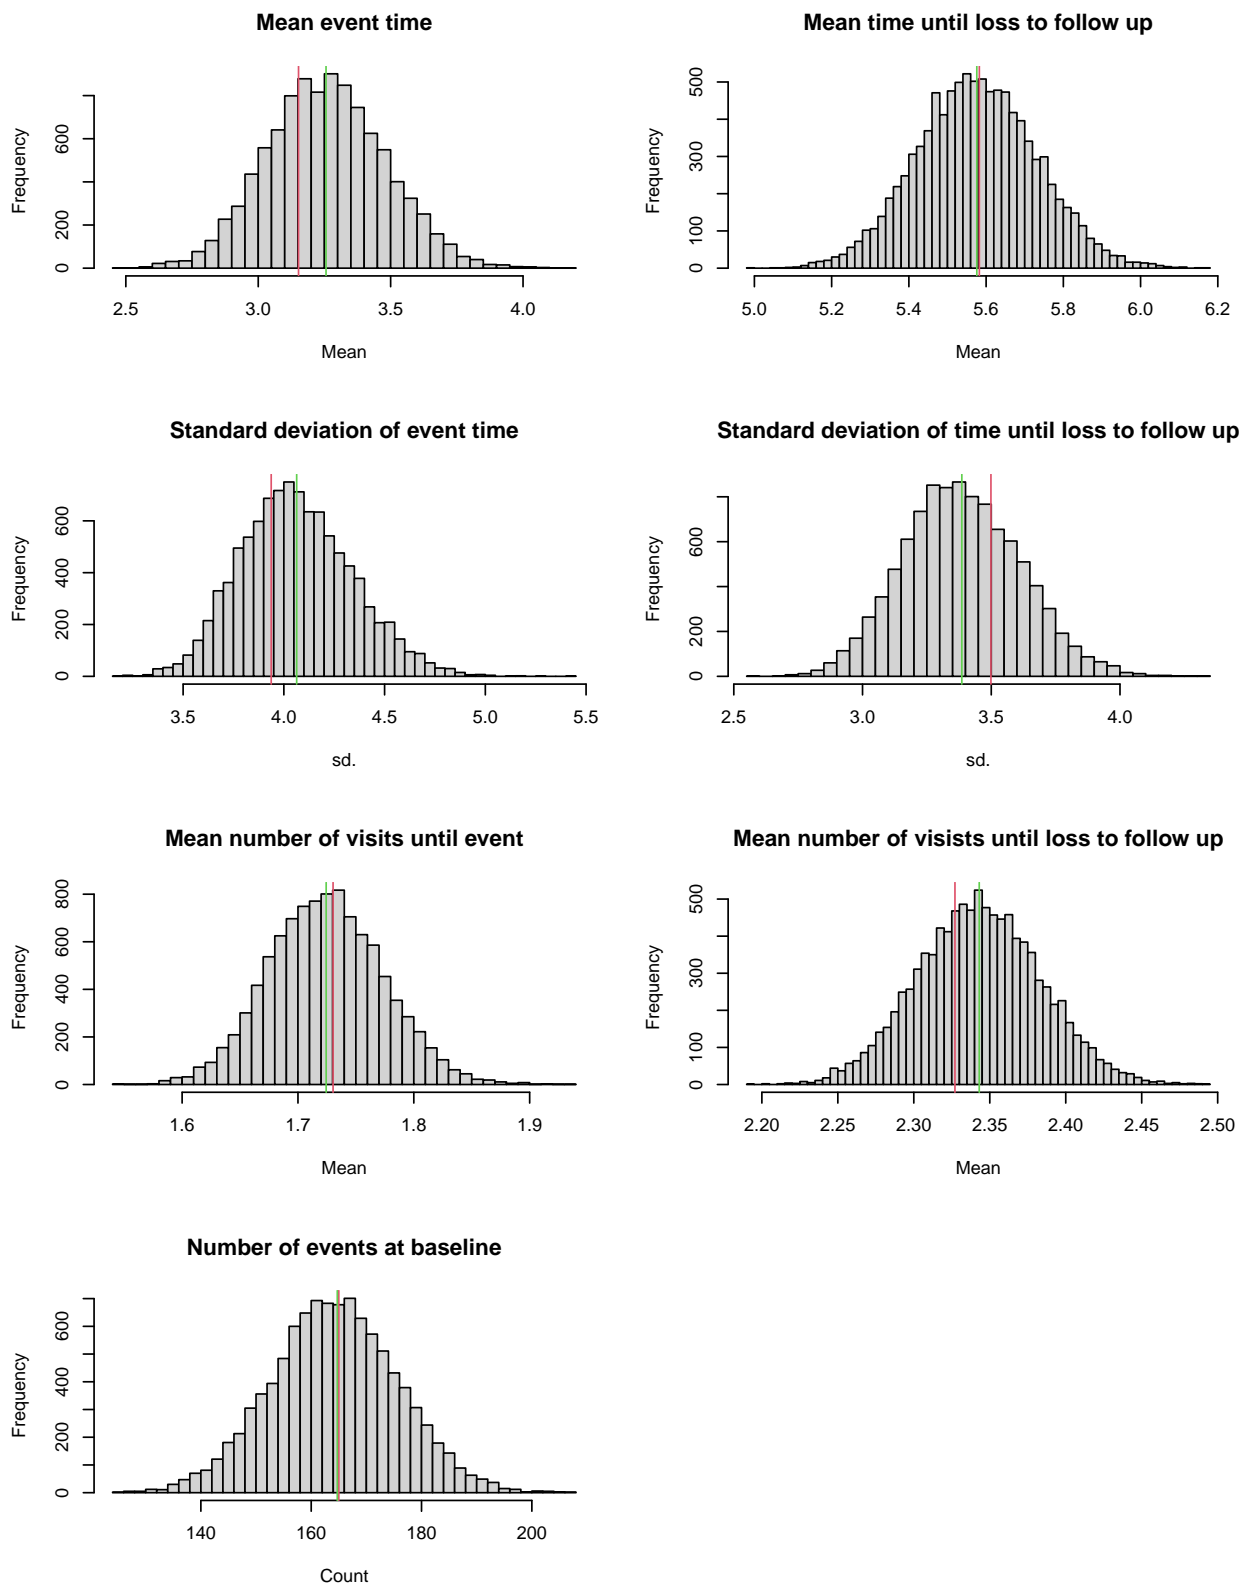 Mean event time
Frequency
0 200 600
2.5 3.0 3.5 4.0
Mean
Mean time until loss to follow up
Frequency
0 100 300 500
5.0 5.2 5.4 5.6 5.8 6.0 6.2
Mean
Standard deviation of event time
Frequency
0 200 400 600
3.5 4.0 4.5 5.0 5.5
sd.
Standard deviation of time until loss to follow up
Frequency
0 200 600
2.5 3.0 3.5 4.0
sd.
Mean number of visits until event
Frequency
0 200 400 600 800
1.6 1.7 1.8 1.9
Mean
Mean number of visists until loss to follow up
Frequency
0 100 300 500
2.20 2.25 2.30 2.35 2.40 2.45 2.50
Mean
Number of events at baseline
Frequency
0 200 400 600
140 160 180 200
Count